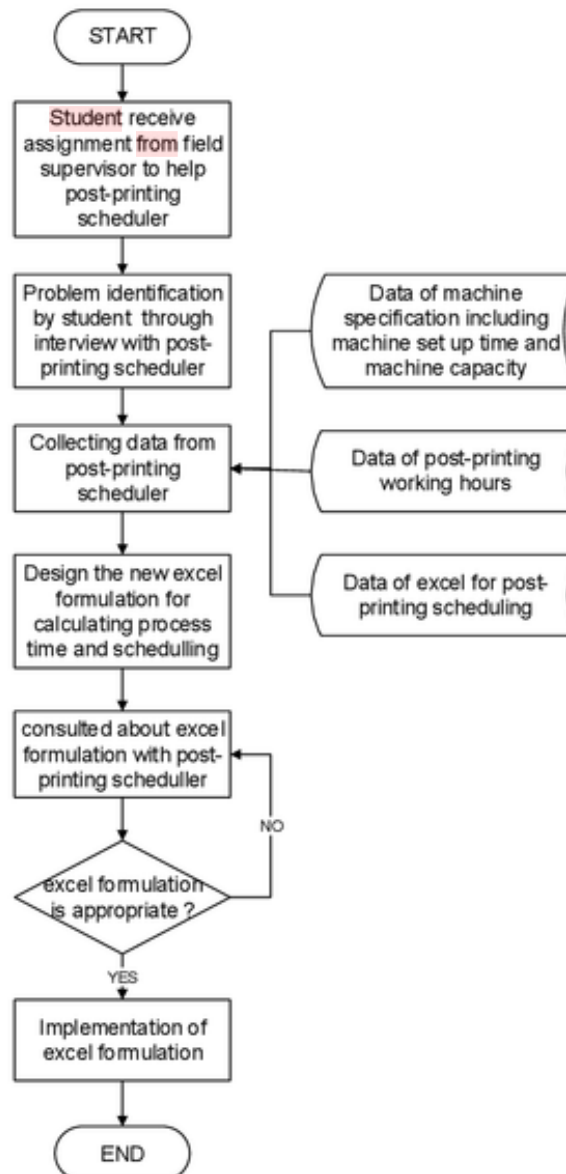 START
Student receive
assignment from field
supervisor to help
post-printing
scheduler
Problem identification
by student through
interview with post-
printing scheduler
Data of machine
specification including
machine set up time and
machine capacity
Collecting data from
post-printing
scheduler
Data of post-printing
working hours
Data of excel for post-
printing scheduling
Design the new excel
formulation for
calculating process
time and schedulling
consulted about excel
formulation with post-
printing scheduller
NO
excel formulation
is appropriate ?
YES
Implementation of
excel formulation
END